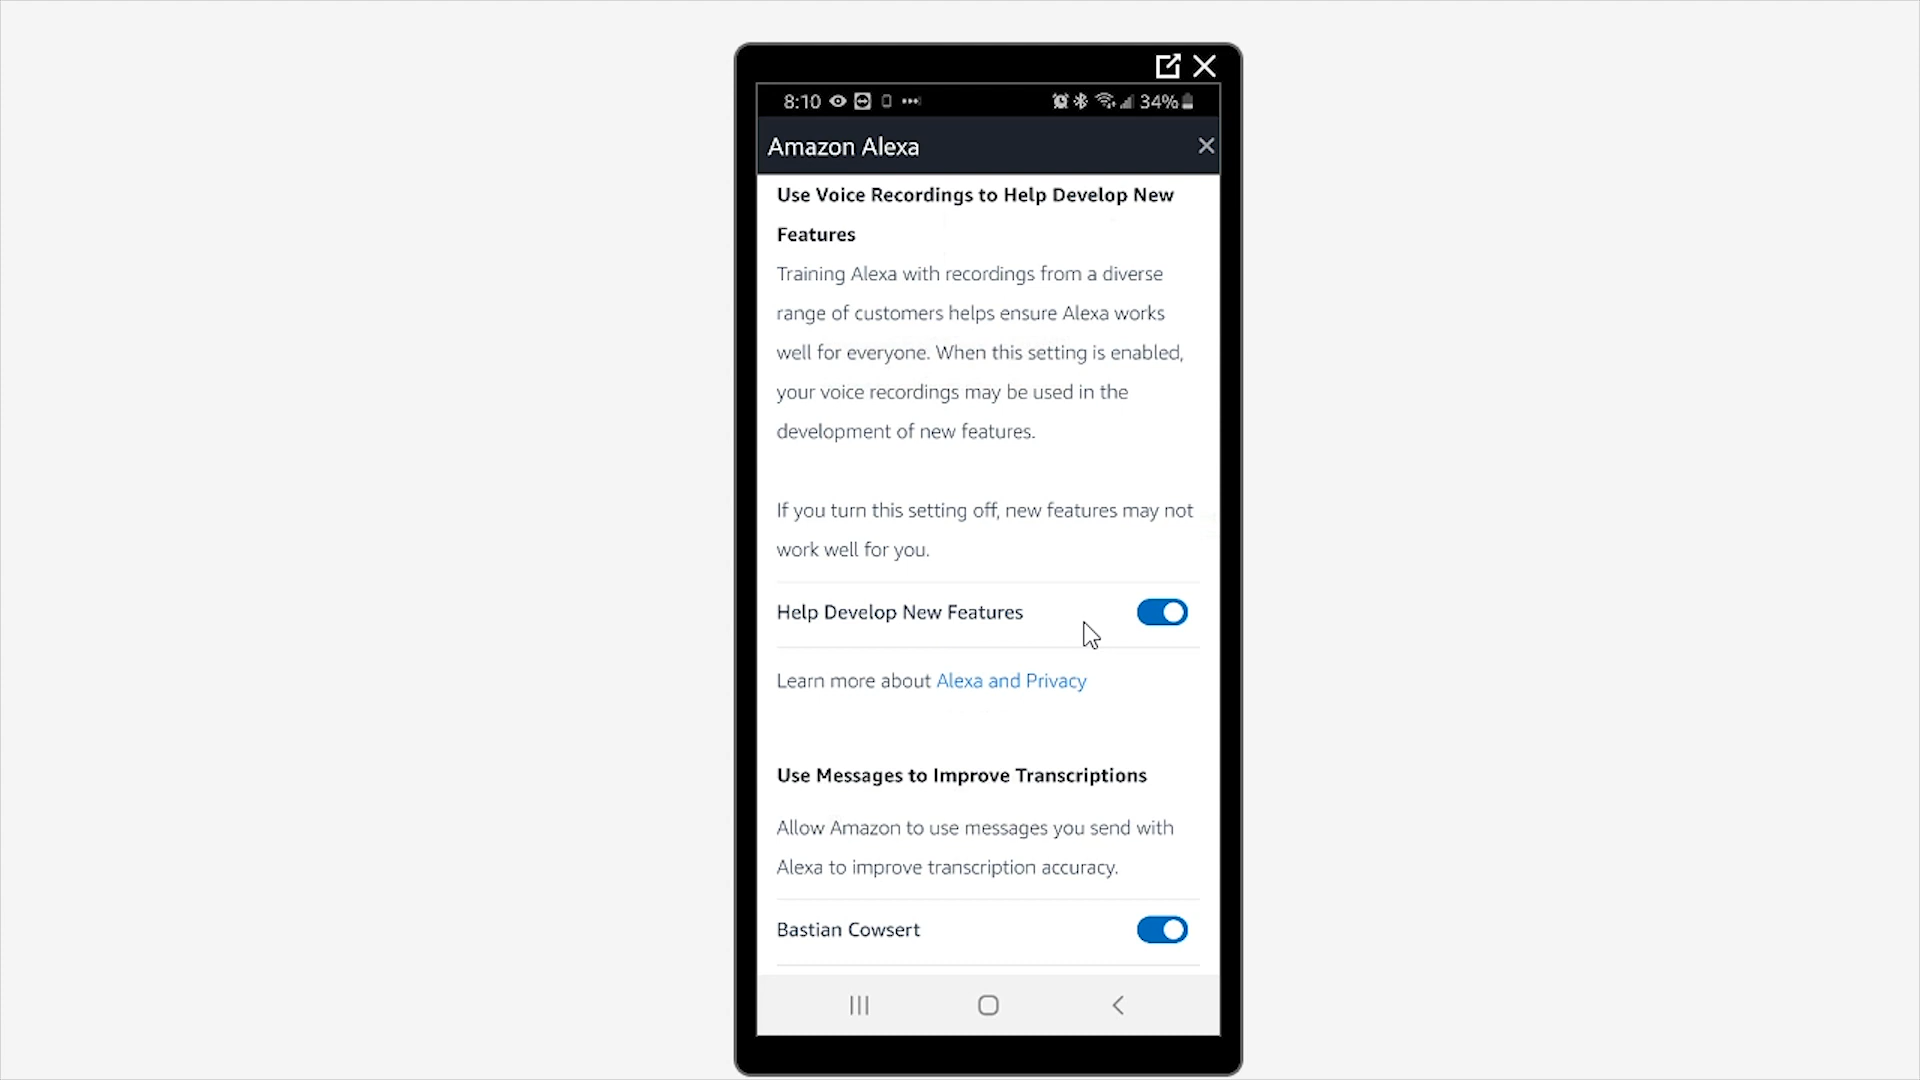 8:10
34%
Amazon Alexa
Use Voice Recordings to Help Develop New
Features
Training Alexa with recordings from a diverse
range of customers helps ensure Alexa works
well for everyone. When this setting is enabled,
your voice recordings may be used in the
development of new features.
If you turn this setting off, new features may not
work well for you.
Help Develop New Features
Learn more about Alexa and Privacy
Use Messages to Improve Transcriptions
Allow Amazon to use messages you send with
Alexa to improve transcription accuracy.
Bastian Cowsert